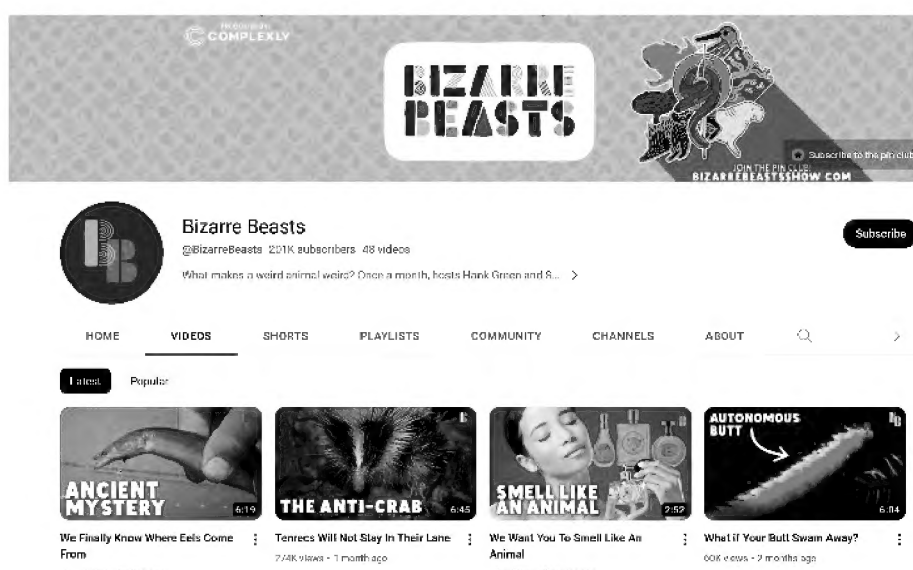 COMPLEXLY
BIZARRE
BEASTS
JOIN THE PIN CLUB!
BIZARREBEASTSSHOW.COM
Subscribe to the pin club
BB
Bizarre Beasts
@BizarreBeasts 201K subscribers 48 videos
What makes a weird animal weird? Once a month, hosts Hank Green and S...
Subscribe
HOME VIDEOS SHORTS PLAYLISTS COMMUNITY CHANNELS ABOUT
Latest Popular
ANCIENT
MYSTERY
6:19
THE ANTI-CRAB
6:45
SMELL LIKE
AN ANIMAL
2:52
AUTONOMOUS
BUTT
6:04
We Finally Know Where Eels Come
From
Tenrecs Will Not Stay In Their Lane
274K views • 1 month ago
We Want You To Smell Like An
Animal
What if Your Butt Swam Away?
60K views • 2 months ago